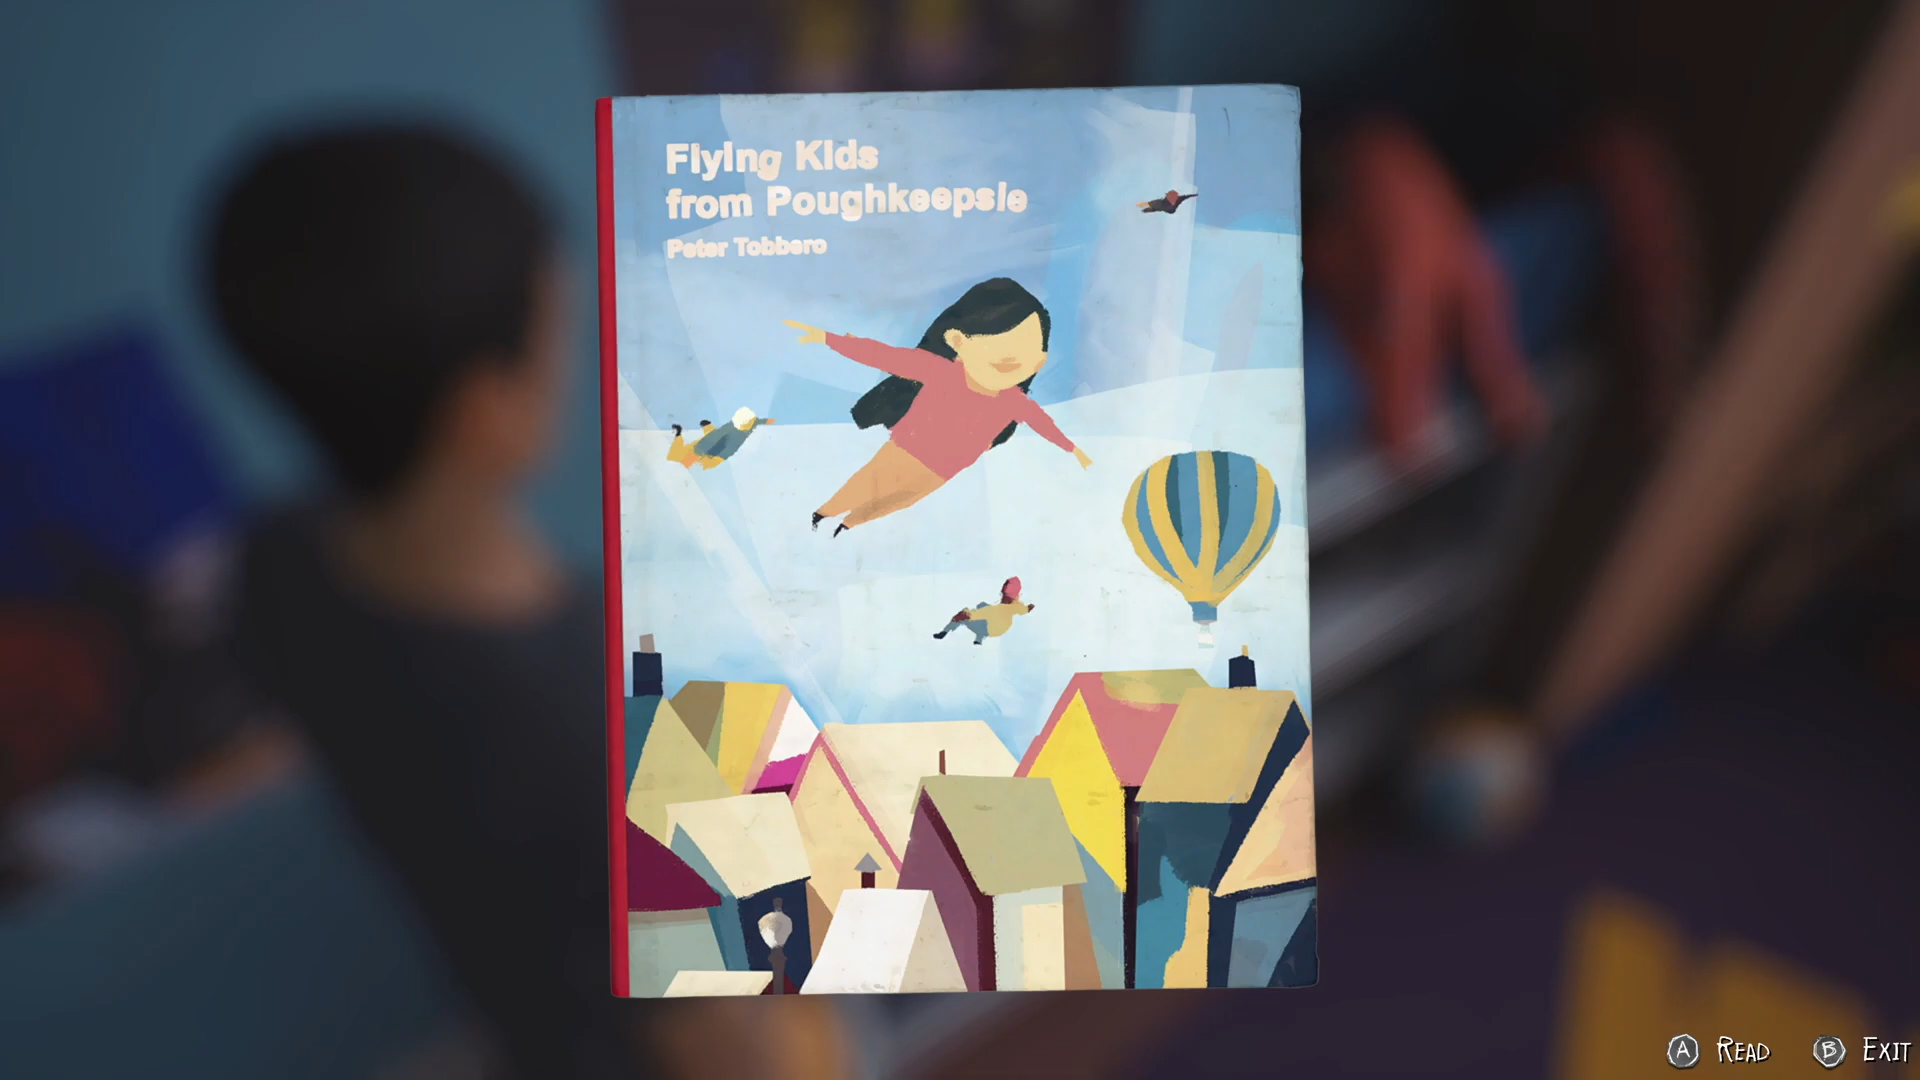 Flying Kids
from Poughkeepsie
Peter Tobbero
A READ B EXIT